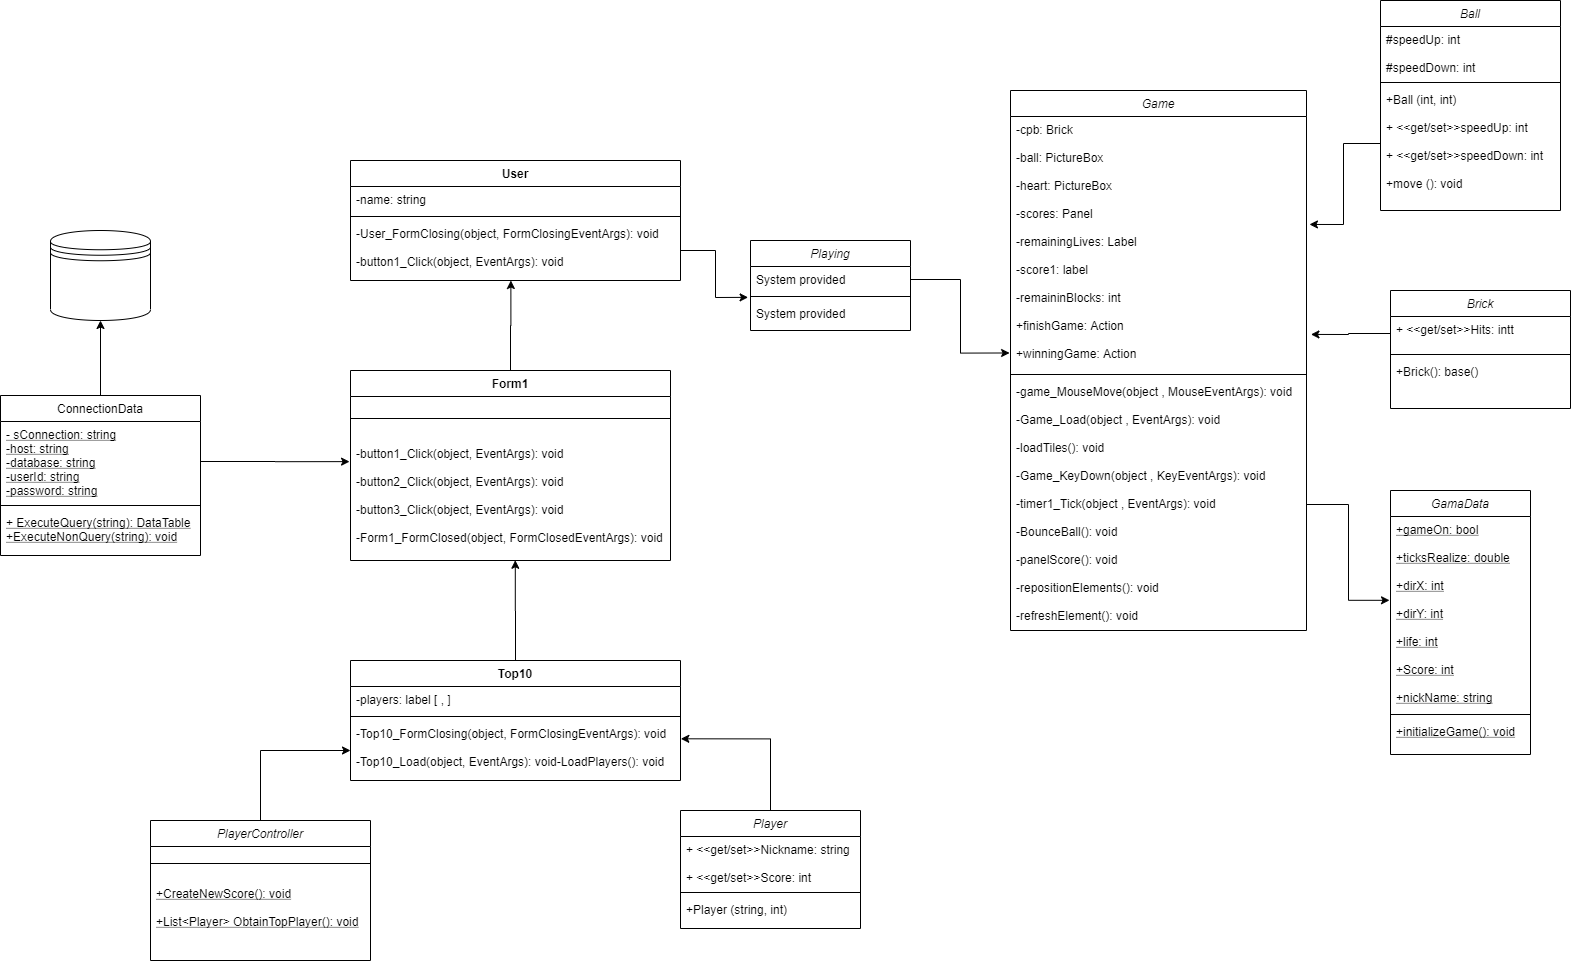 Ball
#speedUp: int
#speedDown: int
+Ball (int, int)
+ <<get/set>>speedUp: int
+ <<get/set>>speedDown: int
+move (): void
Game
-cpb: Brick
-ball: PictureBox
-heart: PictureBox
-scores: Panel
-remainingLives: Label
-score1: label
-remaininBlocks: int
+finishGame: Action
+winningGame: Action
-game_MouseMove(object , MouseEventArgs): void
-Game_Load(object , EventArgs): void
-loadTiles(): void
-Game_KeyDown(object , KeyEventArgs): void
-timer1_Tick(object , EventArgs): void
-BounceBall(): void
-panelScore(): void
-repositionElements(): void
-refreshElement(): void
User
-name: string
-User_FormClosing(object, FormClosingEventArgs): void
-button1_Click(object, EventArgs): void
Playing
System provided
System provided
Brick
+ <<get/set>>Hits: intt
+Brick(): base()
Form1
-button1_Click(object, EventArgs): void
-button2_Click(object, EventArgs): void
-button3_Click(object, EventArgs): void
-Form1_FormClosed(object, FormClosedEventArgs): void
ConnectionData
- sConnection: string
-host: string
-database: string
-userId: string
-password: string
+ ExecuteQuery(string): DataTable
+ExecuteNonQuery(string): void
GamaData
+gameOn: bool
+ticksRealize: double
+dirX: int
+dirY: int
+life: int
+Score: int
+nickName: string
+initializeGame(): void
Top10
-players: label [ , ]
-Top10_FormClosing(object, FormClosingEventArgs): void
-Top10_Load(object, EventArgs): void-LoadPlayers(): void
PlayerController
+CreateNewScore(): void
+List<Player> ObtainTopPlayer(): void
Player
+ <<get/set>>Nickname: string
+ <<get/set>>Score: int
+Player (string, int)